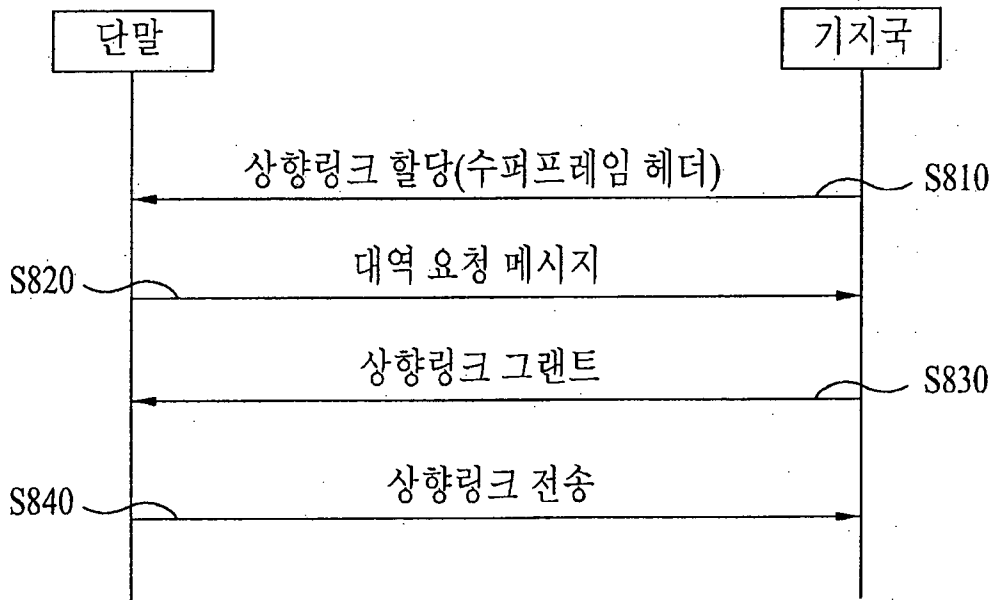 단말
기지국
상향링크 할당(수퍼프레임 헤더)
S810
대역 요청 메시지
S820
상향링크 그랜트
S830
상향링크 전송
S840